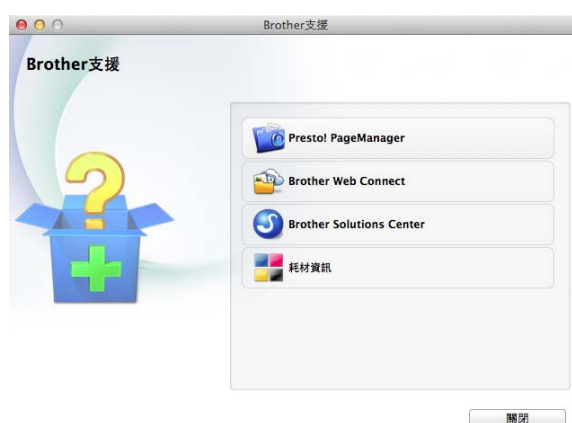 Brother支援
Brother支援
Presto! PageManager
Brother Web Connect
Brother Solutions Center
耗材資訊
關閉